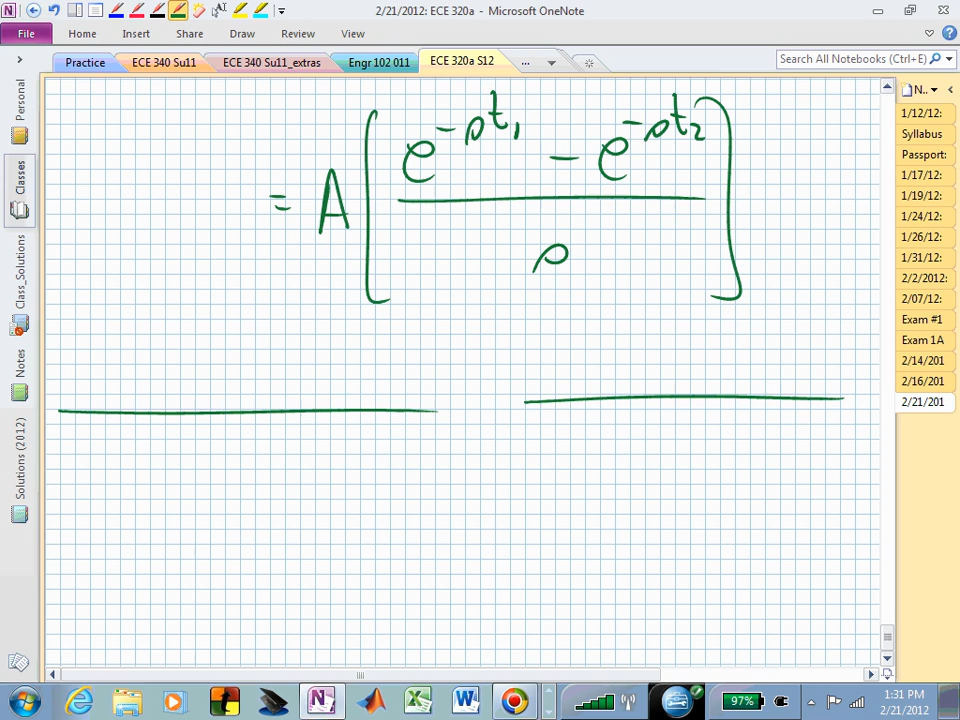 2/21/2012: ECE 320a - Microsoft OneNote
File Home Insert Share Draw Review View
Practice ECE 340 Su11 ECE 340 Su11_extras Engr 102 011 ECE 320a S12 ...
Search All Notebooks (Ctrl+E)
Personal
Classes
Class_Solutions
Notes
Solutions (2012)
= A [ (e^{-st₁} - e^{-st₂}) / s ]
N..
1/12/12:
Syllabus
Passport:
1/17/12:
1/19/12:
1/24/12:
1/26/12:
1/31/12:
2/2/2012:
2/07/12:
Exam #1
Exam 1A
2/14/201
2/16/201
2/21/201
97%
1:31 PM
2/21/2012